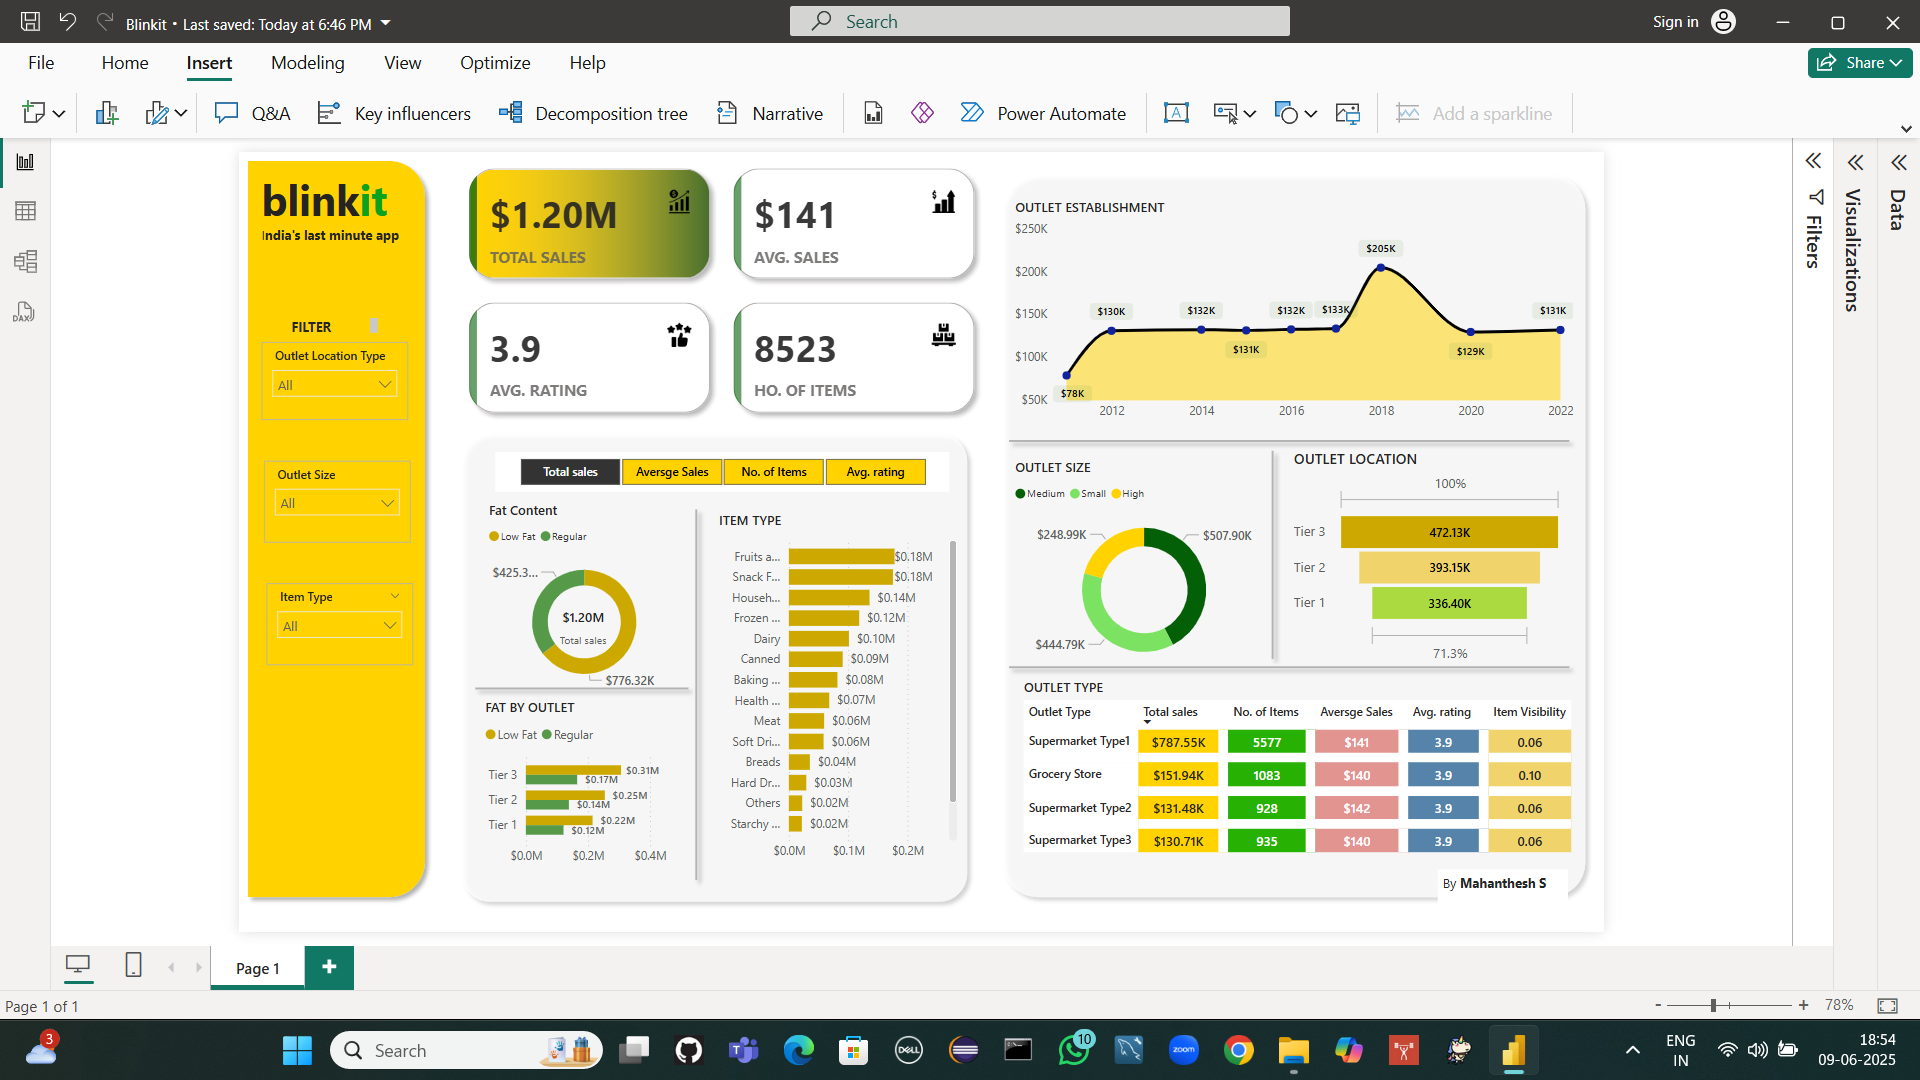 Blinkit • Last saved: Today at 6:46 PM
Search
Sign in
File Home Insert Modeling View Optimize Help
Share
Q&A Key influencers Decomposition tree Narrative Power Automate Add a sparkline
blinkit
India's last minute app
FILTER
Outlet Location Type
All
Outlet Size
All
Item Type
All
$1.20M
TOTAL SALES
$141
AVG. SALES
3.9
AVG. RATING
8523
HO. OF ITEMS
Total sales Aversge Sales No. of Items Avg. rating
Fat Content
Low Fat Regular
$425.3...
$1.20M
Total sales
$776.32K
FAT BY OUTLET
Low Fat Regular
Tier 3 $0.31M $0.17M
Tier 2 $0.25M $0.14M
Tier 1 $0.22M $0.12M
$0.0M $0.2M $0.4M
ITEM TYPE
Fruits a... $0.18M
Snack F... $0.18M
Househ... $0.14M
Frozen ... $0.12M
Dairy $0.10M
Canned $0.09M
Baking ... $0.08M
Health ... $0.07M
Meat $0.06M
Soft Dri... $0.06M
Breads $0.04M
Hard Dr... $0.03M
Others $0.02M
Starchy ... $0.02M
$0.0M $0.1M $0.2M
OUTLET ESTABLISHMENT
$250K
$200K
$150K
$100K
$50K
$78K $130K $132K $131K $132K $133K $205K $129K $131K
2012 2014 2016 2018 2020 2022
OUTLET SIZE
Medium Small High
$248.99K
$507.90K
$444.79K
OUTLET LOCATION
100%
Tier 3 472.13K
Tier 2 393.15K
Tier 1 336.40K
71.3%
OUTLET TYPE
Outlet Type Total sales No. of Items Aversge Sales Avg. rating Item Visibility
Supermarket Type1 $787.55K 5577 $141 3.9 0.06
Grocery Store $151.94K 1083 $140 3.9 0.10
Supermarket Type2 $131.48K 928 $142 3.9 0.06
Supermarket Type3 $130.71K 935 $140 3.9 0.06
By Mahanthesh S
Filters
Visualizations
Data
DAX
Page 1
Page 1 of 1
- + 78%
3
Search
DELL
10
zoom
ENG
IN
18:54
09-06-2025